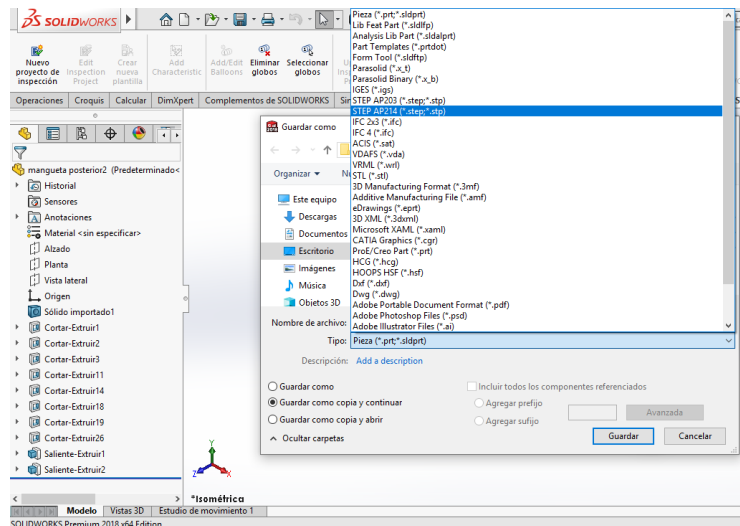 SOLIDWORKS
Nuevo proyecto de inspección
Edit Inspection Project
Crear nueva plantilla
Add Characteristic
Add/Edit Balloons
Eliminar globos
Seleccionar globos
Operaciones Croquis Calcular DimXpert Complementos de SOLIDWORKS
mangueta posterior2 (Predeterminado<
Historial
Sensores
Anotaciones
Material <sin especificar>
Alzado
Planta
Vista lateral
Origen
Sólido importado1
Cortar-Extruir1
Cortar-Extruir2
Cortar-Extruir3
Cortar-Extruir11
Cortar-Extruir14
Cortar-Extruir18
Cortar-Extruir19
Cortar-Extruir26
Saliente-Extruir1
Saliente-Extruir2
Pieza (*.prt;*.sldprt)
Lib Feat Part (*.sldlfp)
Analysis Lib Part (*.sldalprt)
Part Templates (*.prtdot)
Form Tool (*.sldftp)
Parasolid (*.x_t)
Parasolid Binary (*.x_b)
IGES (*.igs)
STEP AP203 (*.step;*.stp)
STEP AP214 (*.step;*.stp)
IFC 2x3 (*.ifc)
IFC 4 (*.ifc)
ACIS (*.sat)
VDAFS (*.vda)
VRML (*.wrl)
STL (*.stl)
3D Manufacturing Format (*.3mf)
Additive Manufacturing File (*.amf)
eDrawings (*.eprt)
3D XML (*.3dxml)
Microsoft XAML (*.xaml)
CATIA Graphics (*.cgr)
ProE/Creo Part (*.prt)
HCG (*.hcg)
HOOPS HSF (*.hsf)
Dxf (*.dxf)
Dwg (*.dwg)
Adobe Portable Document Format (*.pdf)
Adobe Photoshop Files (*.psd)
Adobe Illustrator Files (*.ai)
Guardar como
Organizar
Este equipo
Descargas
Documentos
Escritorio
Imágenes
Música
Objetos 3D
Nombre de archivo:
Tipo: Pieza (*.prt;*.sldprt)
Descripción: Add a description
Guardar como
Guardar como copia y continuar
Guardar como copia y abrir
Incluir todos los componentes referenciados
Agregar prefijo
Agregar sufijo
Avanzada
Ocultar carpetas
Guardar Cancelar
Y
Z
X
*Isométrica
Modelo Vistas 3D Estudio de movimiento 1
SOLIDWORKS Premium 2018 x64 Edition